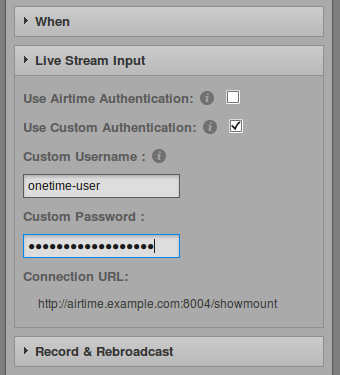 When
Live Stream Input
Use Airtime Authentication:
Use Custom Authentication:
Custom Username :
onetime-user
Custom Password :
••••••••••••••••••
Connection URL:
http://airtime.example.com:8004/showmount
Record & Rebroadcast